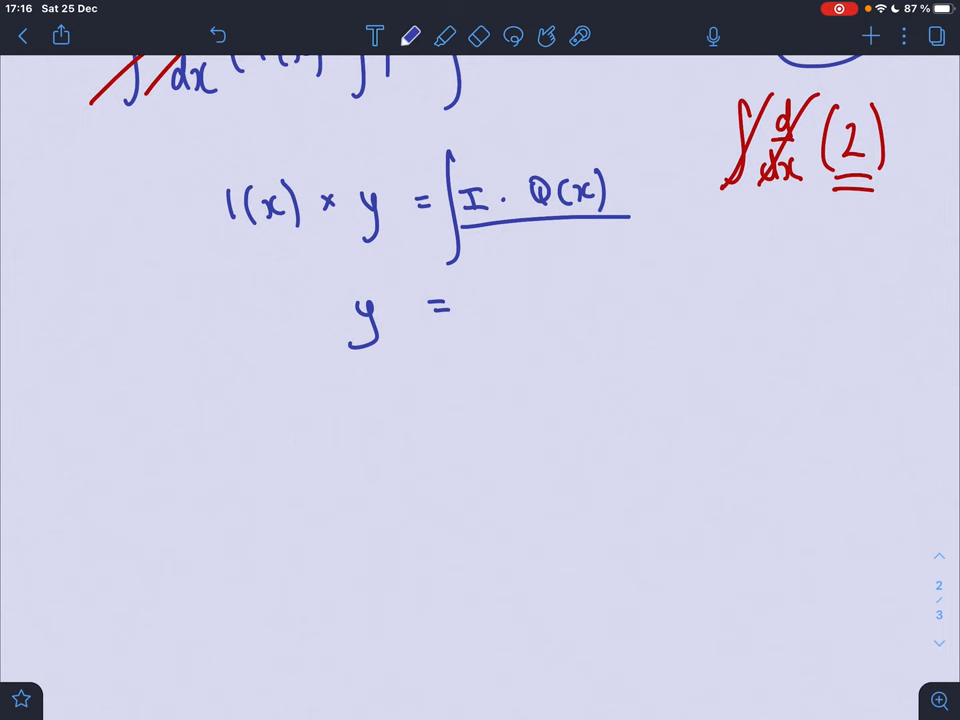 17:16 Sat 25 Dec
87 %
T
∫ d/dx (2)
I(x) × y = ∫ I · Q(x)
y =
2
/
3